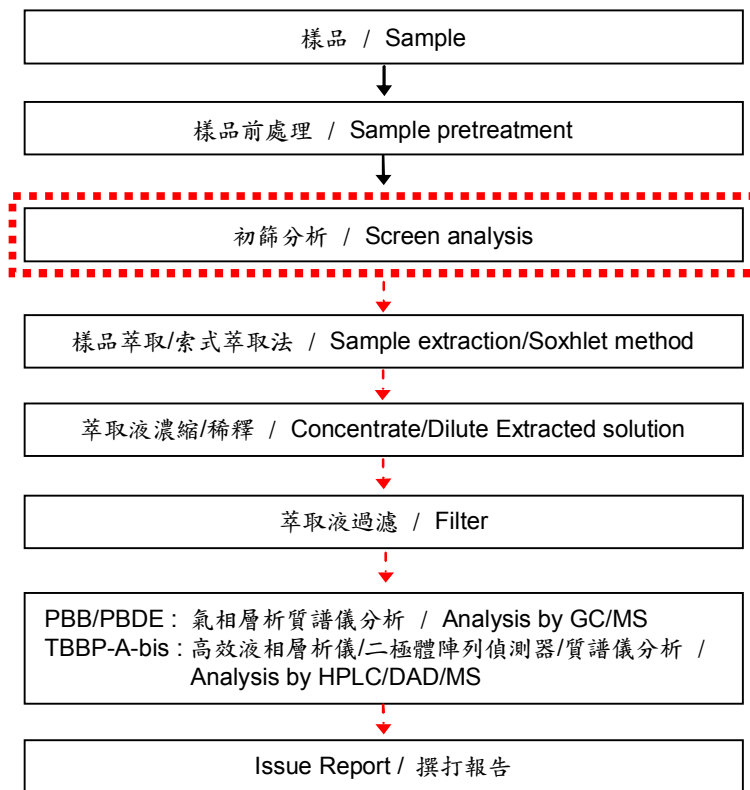 樣品 / Sample
樣品前處理 / Sample pretreatment
初篩分析 / Screen analysis
樣品萃取/索式萃取法 / Sample extraction/Soxhlet method
萃取液濃縮/稀釋 / Concentrate/Dilute Extracted solution
萃取液過濾 / Filter
PBB/PBDE : 氣相層析質譜儀分析 / Analysis by GC/MS
TBBP-A-bis : 高效液相層析儀/二極體陣列偵測器/質譜儀分析 /
Analysis by HPLC/DAD/MS
Issue Report / 撰打報告